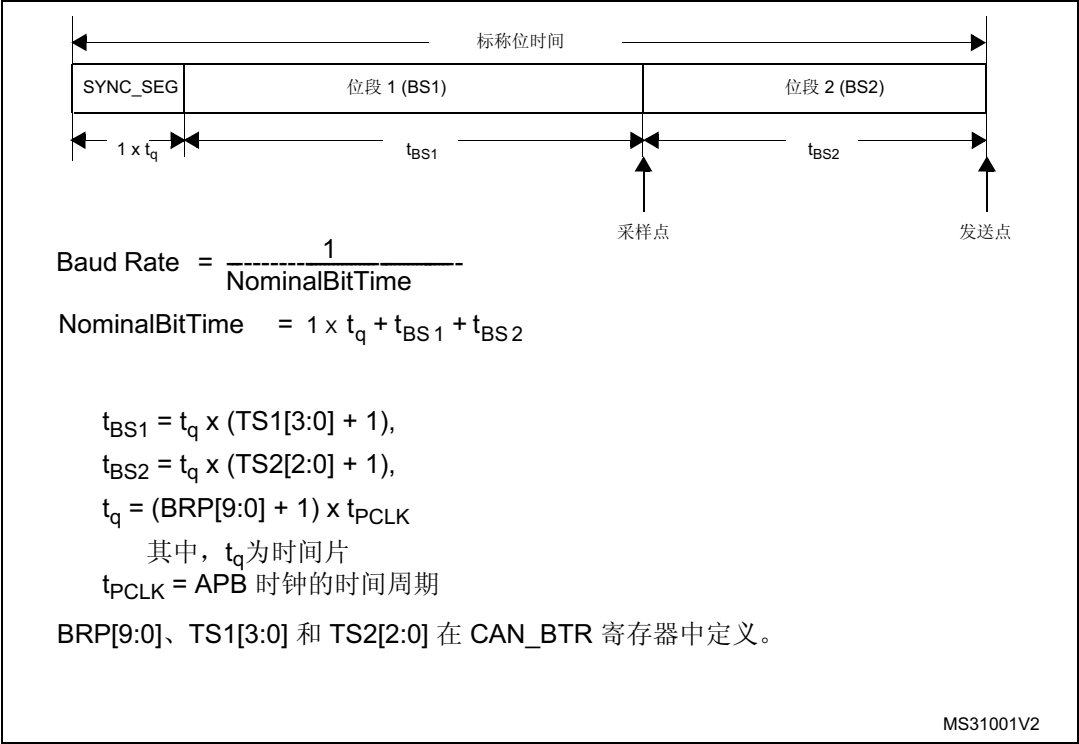 标称位时间
SYNC_SEG 位段 1 (BS1) 位段 2 (BS2)
1 x tq tBS1 tBS2
采样点 发送点
1
Baud Rate =
NominalBitTime
NominalBitTime = 1 x tq + tBS1 + tBS2
tBS1 = tq x (TS1[3:0] + 1),
tBS2 = tq x (TS2[2:0] + 1),
tq = (BRP[9:0] + 1) x tPCLK
其中，tq为时间片
tPCLK = APB 时钟的时间周期
BRP[9:0]、TS1[3:0] 和 TS2[2:0] 在 CAN_BTR 寄存器中定义。
MS31001V2